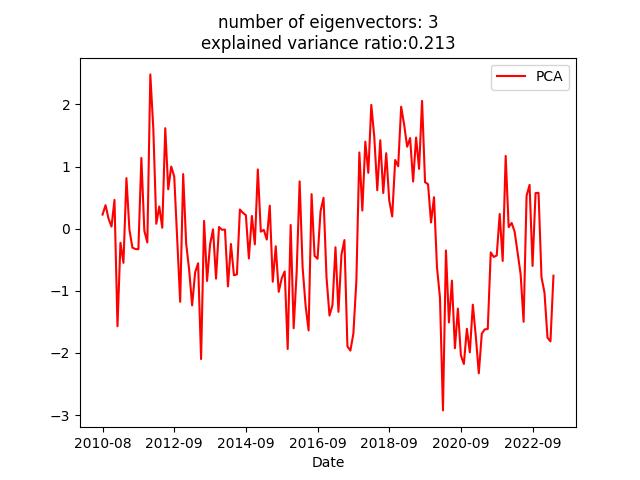 number of eigenvectors: 3
explained variance ratio:0.213
PCA
2
1
0
−1
−2
−3
2010-08 2012-09 2014-09 2016-09 2018-09 2020-09 2022-09
Date